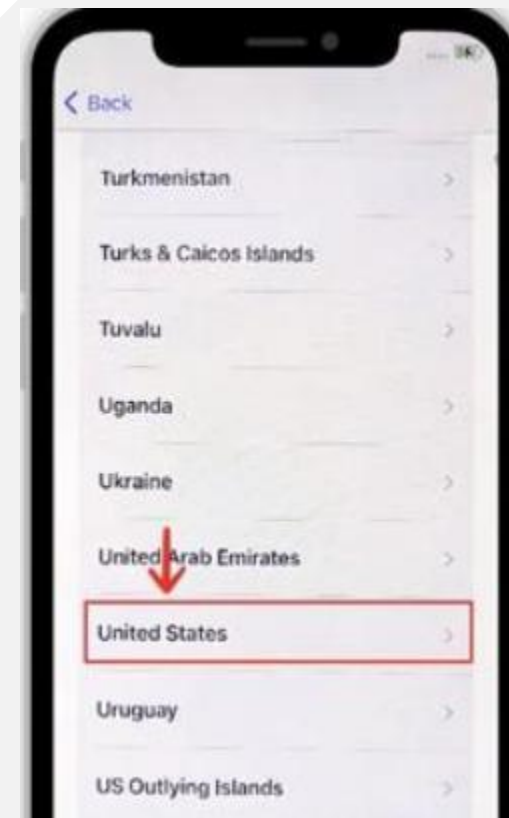 Back
Turkmenistan
Turks & Caicos Islands
Tuvalu
Uganda
Ukraine
United Arab Emirates
United States
Uruguay
US Outlying Islands